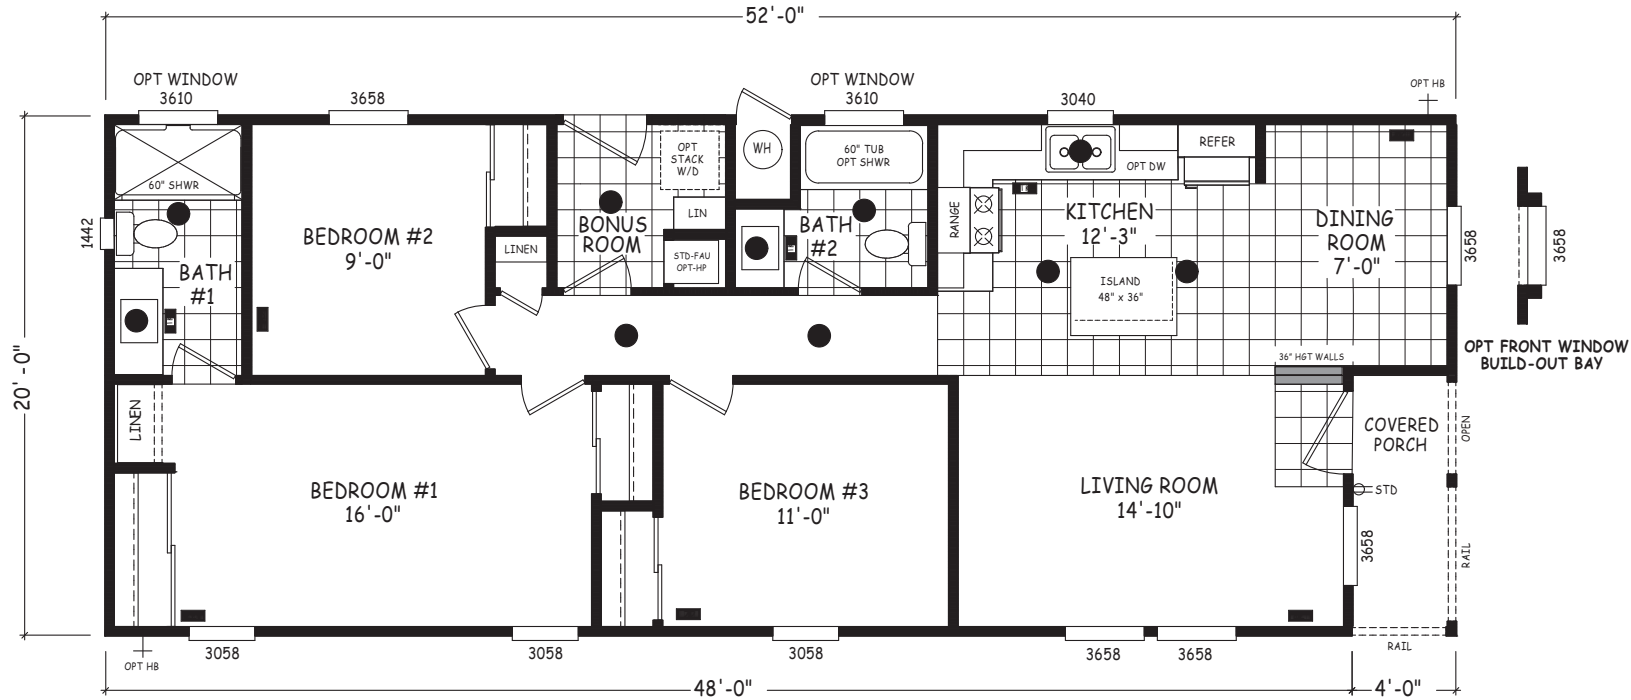 52'-0"
OPT WINDOW
3610
3658
OPT WINDOW
3610
3040
OPT HB
60" SHWR
1442
BATH
#1
BEDROOM #2
9'-0"
LINEN
BONUS
ROOM
OPT
STACK
W/D
LIN
STD-FAU
OPT-HP
WH
60" TUB
OPT SHWR
BATH
#2
RANGE
OPT DW
REFER
KITCHEN
12'-3"
ISLAND
48" x 36"
DINING
ROOM
7'-0"
3658
3658
OPT FRONT WINDOW
BUILD-OUT BAY
20'-0"
36" HGT WALLS
LINEN
BEDROOM #1
16'-0"
BEDROOM #3
11'-0"
LIVING ROOM
14'-10"
COVERED
PORCH
OPEN
STD
3658
RAIL
RAIL
OPT HB
3058
3058
3058
3658
3658
48'-0"
4'-0"